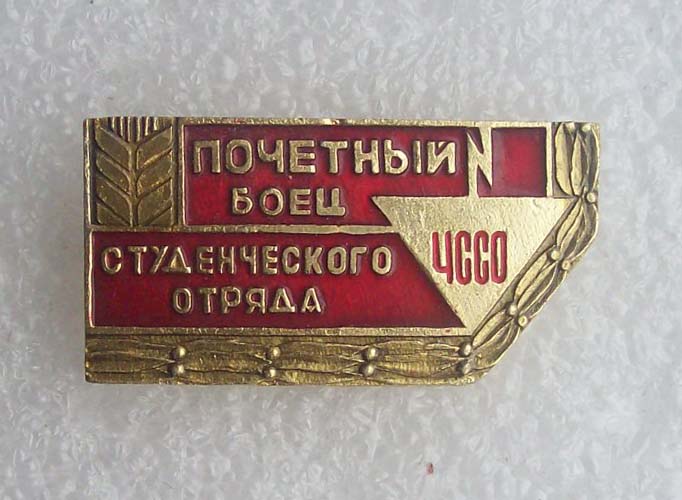 ПОЧЕТНЫЙ
БОЕЦ
СТУДЕНЧЕСКОГО
ОТРЯДА
ЧССО